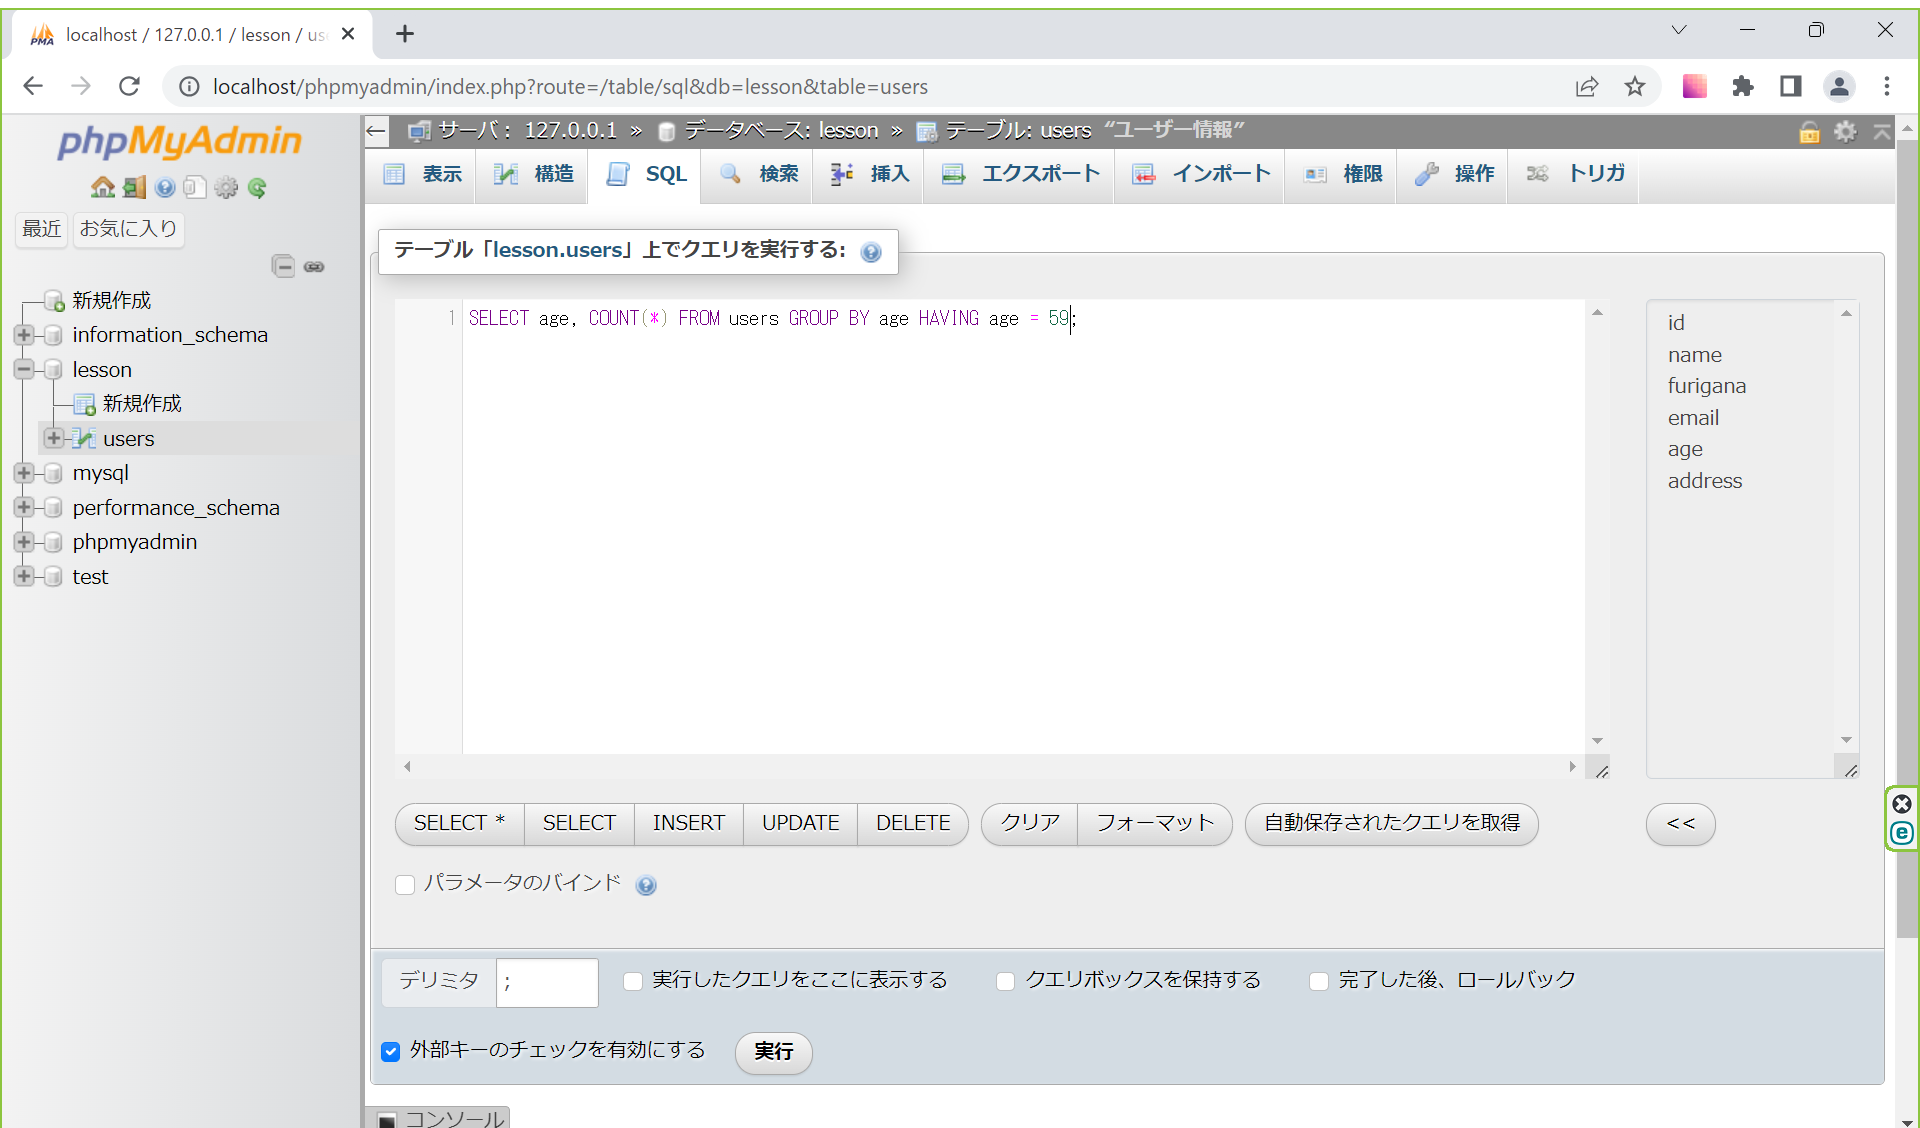 localhost / 127.0.0.1 / lesson / us
localhost/phpmyadmin/index.php?route=/table/sql&db=lesson&table=users
phpMyAdmin
最近 お気に入り
新規作成
information_schema
lesson
新規作成
users
mysql
performance_schema
phpmyadmin
test
サーバ: 127.0.0.1 » データベース: lesson » テーブル: users “ユーザー情報”
表示 構造 SQL 検索 挿入 エクスポート インポート 権限 操作 トリガ
テーブル「lesson.users」上でクエリを実行する:
1 SELECT age, COUNT(*) FROM users GROUP BY age HAVING age = 59;
id
name
furigana
email
age
address
SELECT * SELECT INSERT UPDATE DELETE クリア フォーマット 自動保存されたクエリを取得 <<
パラメータのバインド
デリミタ ; 実行したクエリをここに表示する クエリボックスを保持する 完了した後、ロールバック
外部キーのチェックを有効にする 実行
コンソール